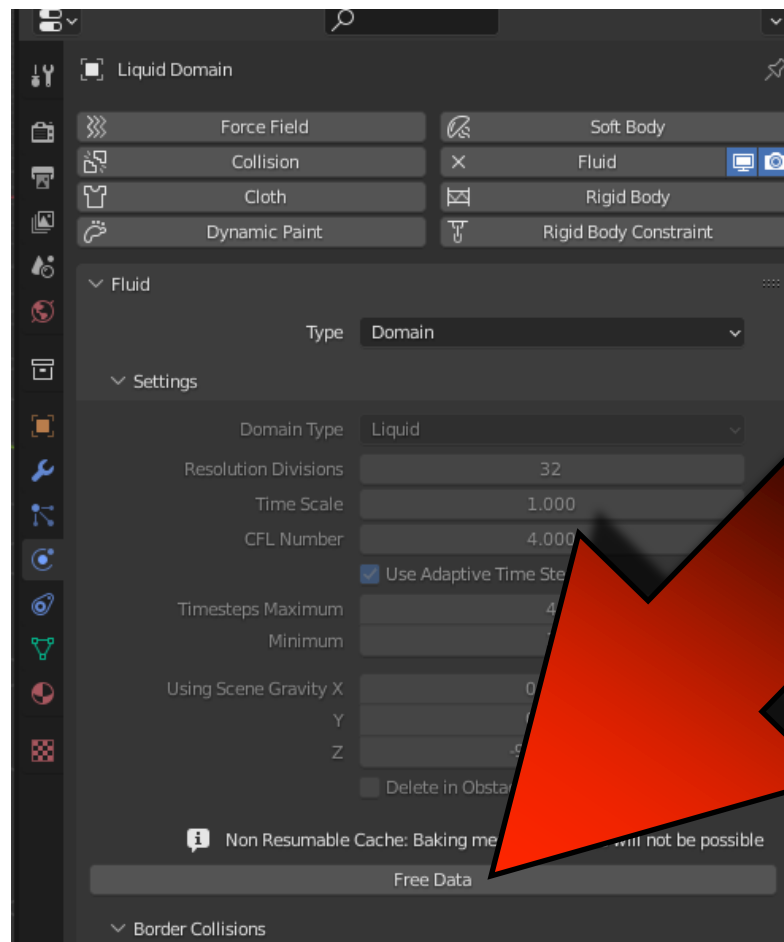 Liquid Domain
Force Field
Soft Body
Collision
Fluid
Cloth
Rigid Body
Dynamic Paint
Rigid Body Constraint
Fluid
Type Domain
Settings
Domain Type Liquid
Resolution Divisions 32
Time Scale 1.000
CFL Number 4.000
Use Adaptive Time
Timesteps Maximum 4
Minimum
Using Scene Gravity X
Y
Z
Delete in
Non Resumable Cache: Baking will not be possible
Free Data
Border Collisions